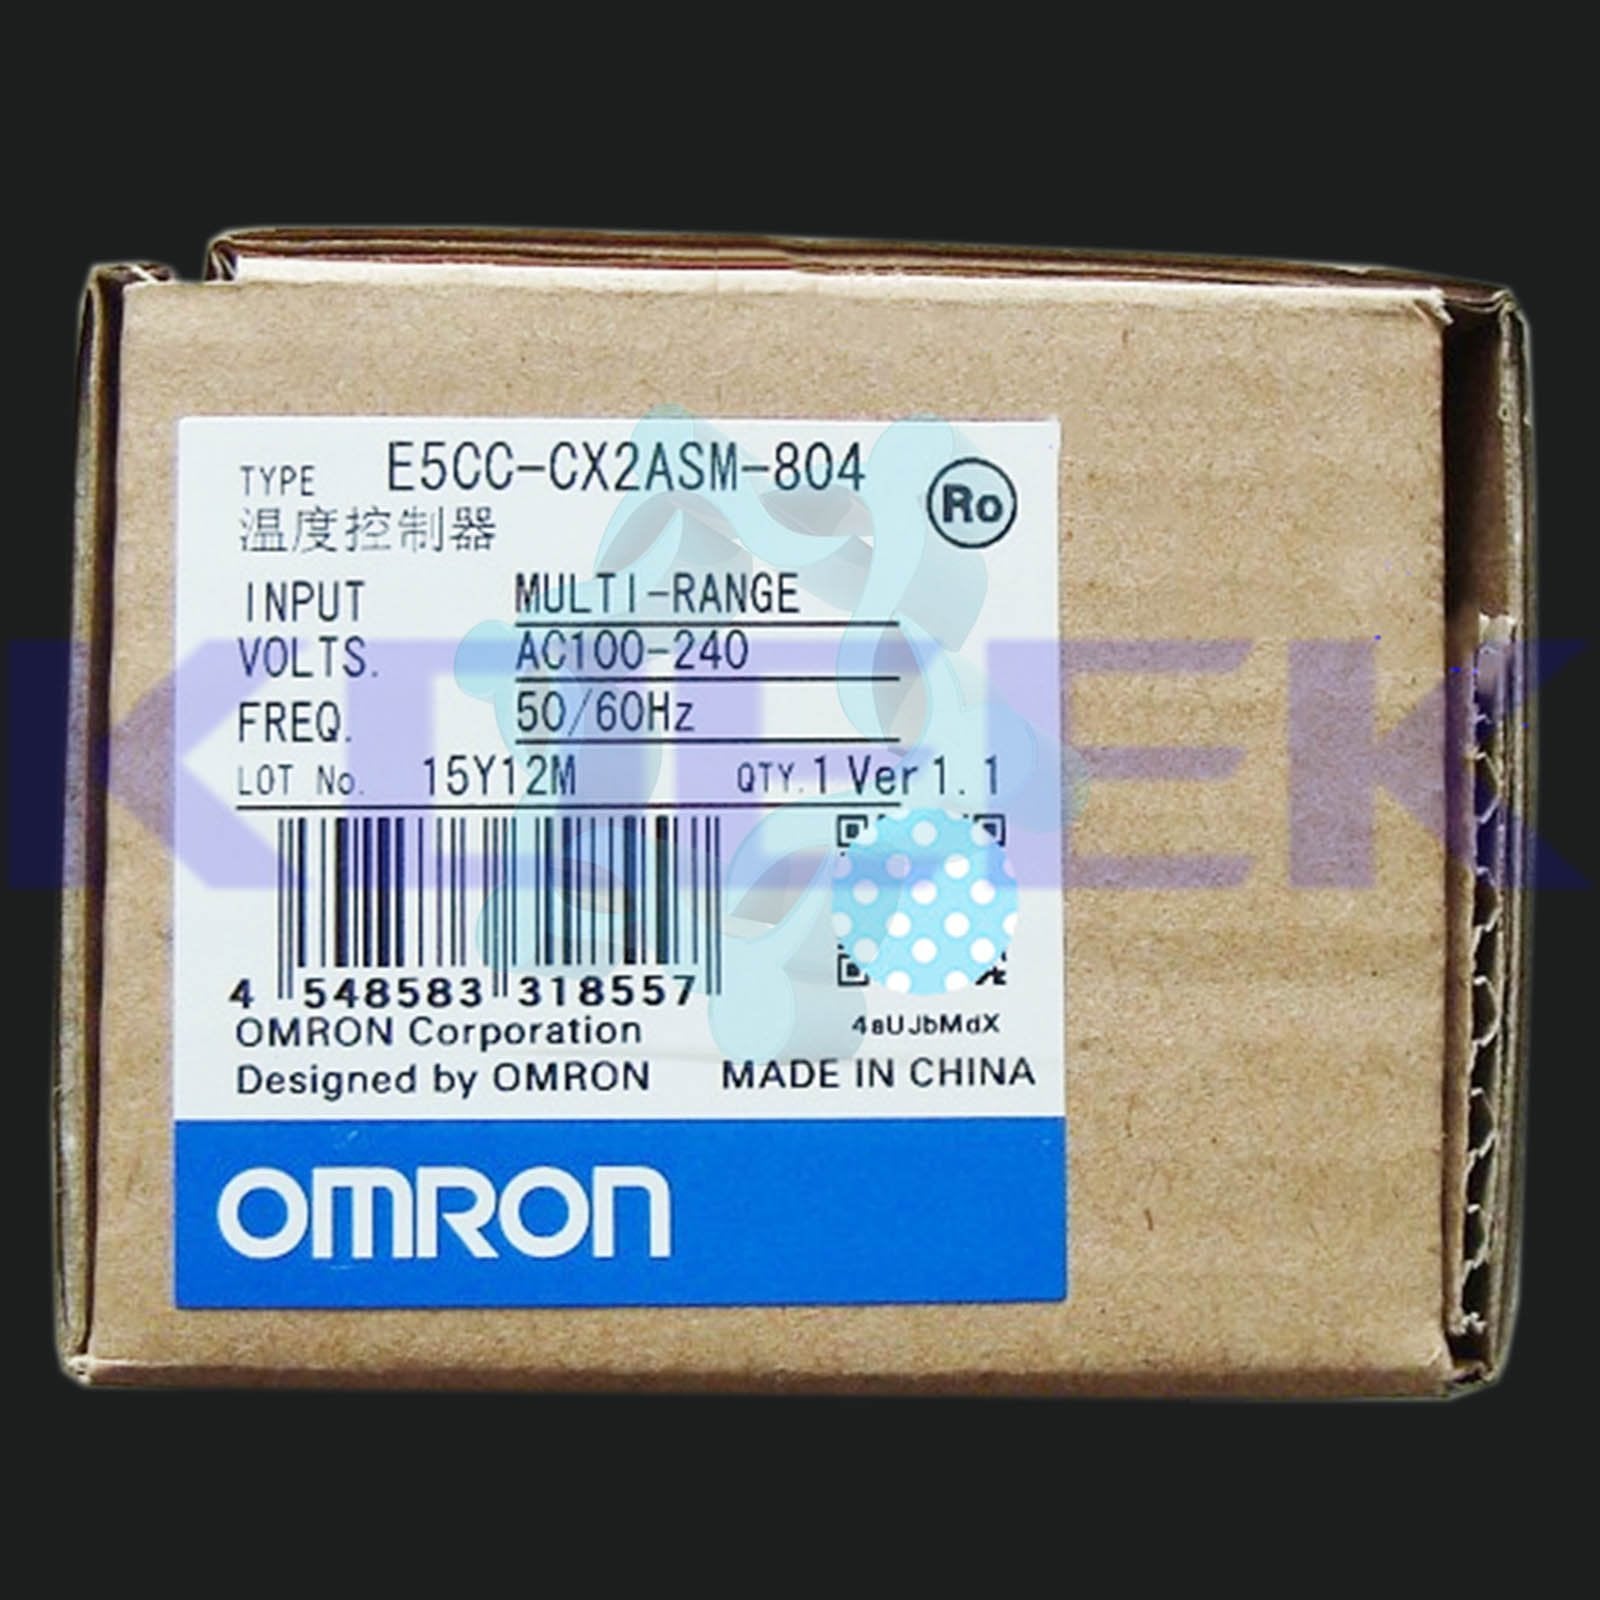 TYPE E5CC-CX2ASM-804
Ro
温度控制器
INPUT MULTI-RANGE
VOLTS. AC100-240
FREQ. 50/60Hz
LOT No. 15Y12M QTY.1 Ver1.1
4 548583 318557
OMRON Corporation
4aUJbMdX
Designed by OMRON MADE IN CHINA
OMRON